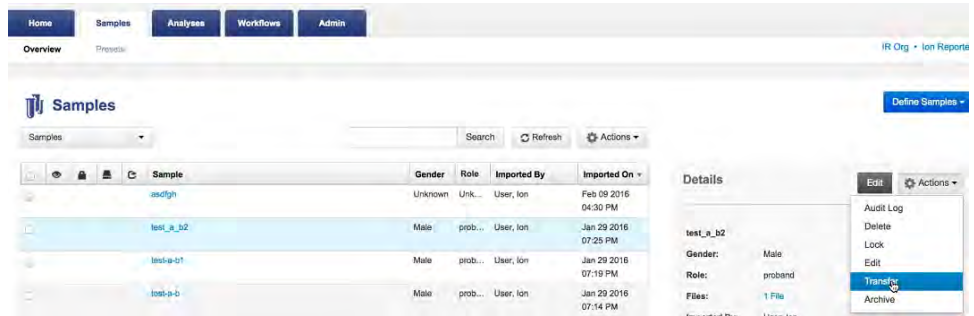 Home Samples Analyses Workflows Admin
Overview Presets IR Org • Ion Reporte
Samples
Define Samples
Samples Search Refresh Actions
Sample Gender Role Imported By Imported On
asdfgh Unknown Unk... User, Ion Feb 09 2016
04:30 PM
test_a_b2 Male prob... User, Ion Jan 29 2016
07:25 PM
test-a-b1 Male prob... User, Ion Jan 29 2016
07:19 PM
test-a-b Male prob... User, Ion Jan 29 2016
07:14 PM
Details Edit Actions
Audit Log
Delete
Lock
Edit
Transfer
Archive
test_a_b2
Gender: Male
Role: proband
Files: 1 File
Imported By: User, Ion